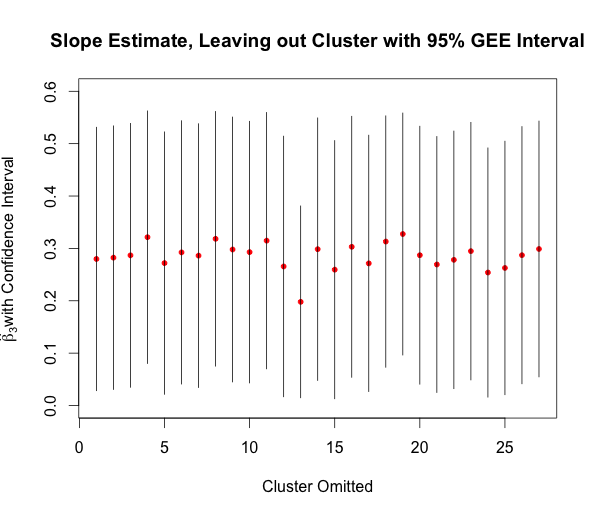 Slope Estimate, Leaving out Cluster with 95% GEE Interval
β̂₃with Confidence Interval
0.6
0.5
0.4
0.3
0.2
0.1
0.0
0 5 10 15 20 25
Cluster Omitted